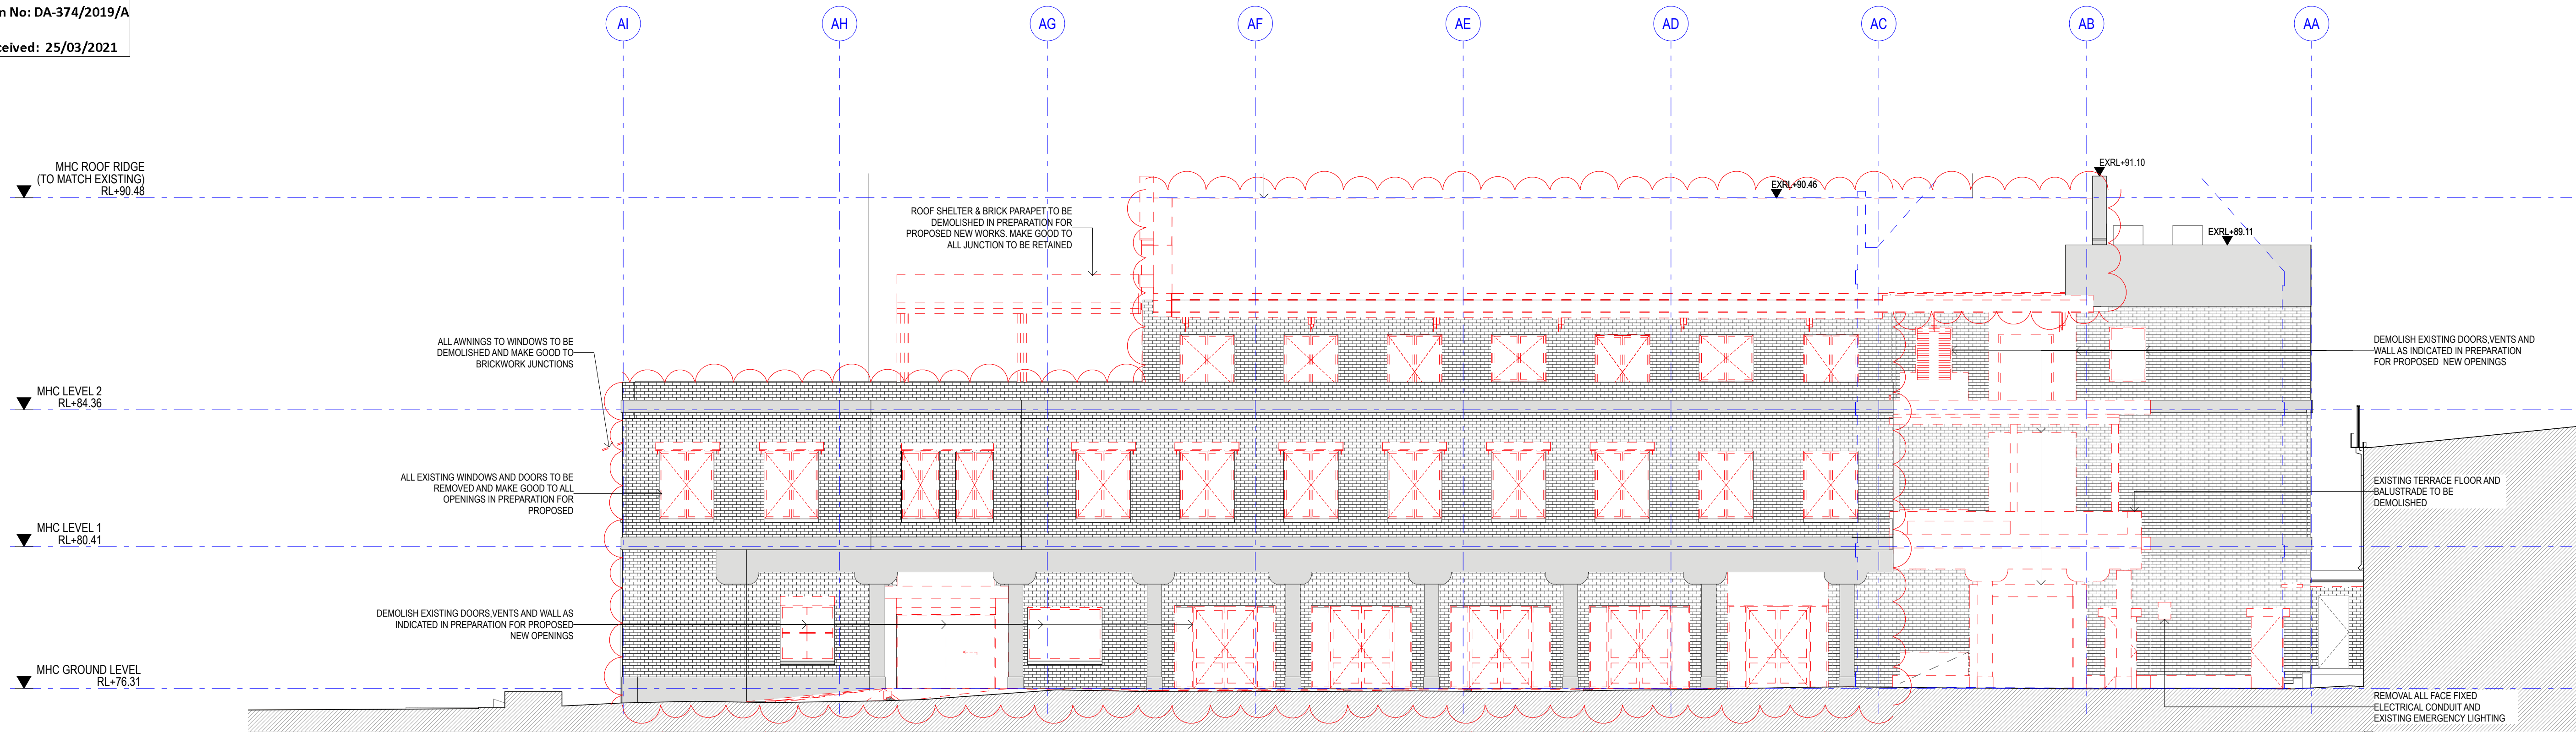 n No: DA-374/2019/A
ceived: 25/03/2021
AI
AH
AG
AF
AE
AD
AC
AB
AA
MHC ROOF RIDGE
(TO MATCH EXISTING)
RL+90.48
ROOF SHELTER & BRICK PARAPET TO BE
DEMOLISHED IN PREPARATION FOR
PROPOSED NEW WORKS. MAKE GOOD TO
ALL JUNCTION TO BE RETAINED
EXRL+90.46
EXRL+91.10
EXRL+89.11
ALL AWNINGS TO WINDOWS TO BE
DEMOLISHED AND MAKE GOOD TO
BRICKWORK JUNCTIONS
DEMOLISH EXISTING DOORS,VENTS AND
WALL AS INDICATED IN PREPARATION
FOR PROPOSED NEW OPENINGS
MHC LEVEL 2
RL+84.36
ALL EXISTING WINDOWS AND DOORS TO BE
REMOVED AND MAKE GOOD TO ALL
OPENINGS IN PREPARATION FOR
PROPOSED
EXISTING TERRACE FLOOR AND
BALUSTRADE TO BE
DEMOLISHED
MHC LEVEL 1
RL+80.41
DEMOLISH EXISTING DOORS,VENTS AND WALL AS
INDICATED IN PREPARATION FOR PROPOSED
NEW OPENINGS
MHC GROUND LEVEL
RL+76.31
REMOVAL ALL FACE FIXED
ELECTRICAL CONDUIT AND
EXISTING EMERGENCY LIGHTING